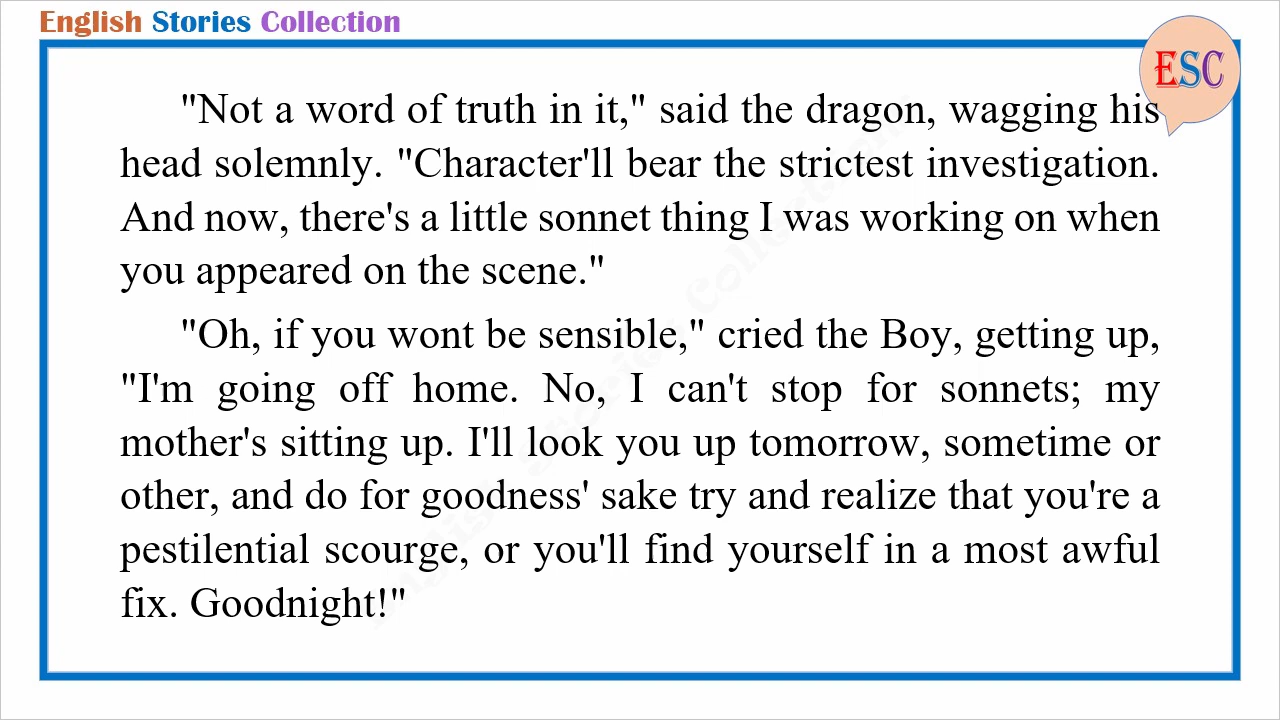 English Stories Collection
ESC
"Not a word of truth in it," said the dragon, wagging his
head solemnly. "Character'll bear the strictest investigation.
And now, there's a little sonnet thing I was working on when
you appeared on the scene."
"Oh, if you wont be sensible," cried the Boy, getting up,
"I'm going off home. No, I can't stop for sonnets; my
mother's sitting up. I'll look you up tomorrow, sometime or
other, and do for goodness' sake try and realize that you're a
pestilential scourge, or you'll find yourself in a most awful
fix. Goodnight!"
English Stories Collection